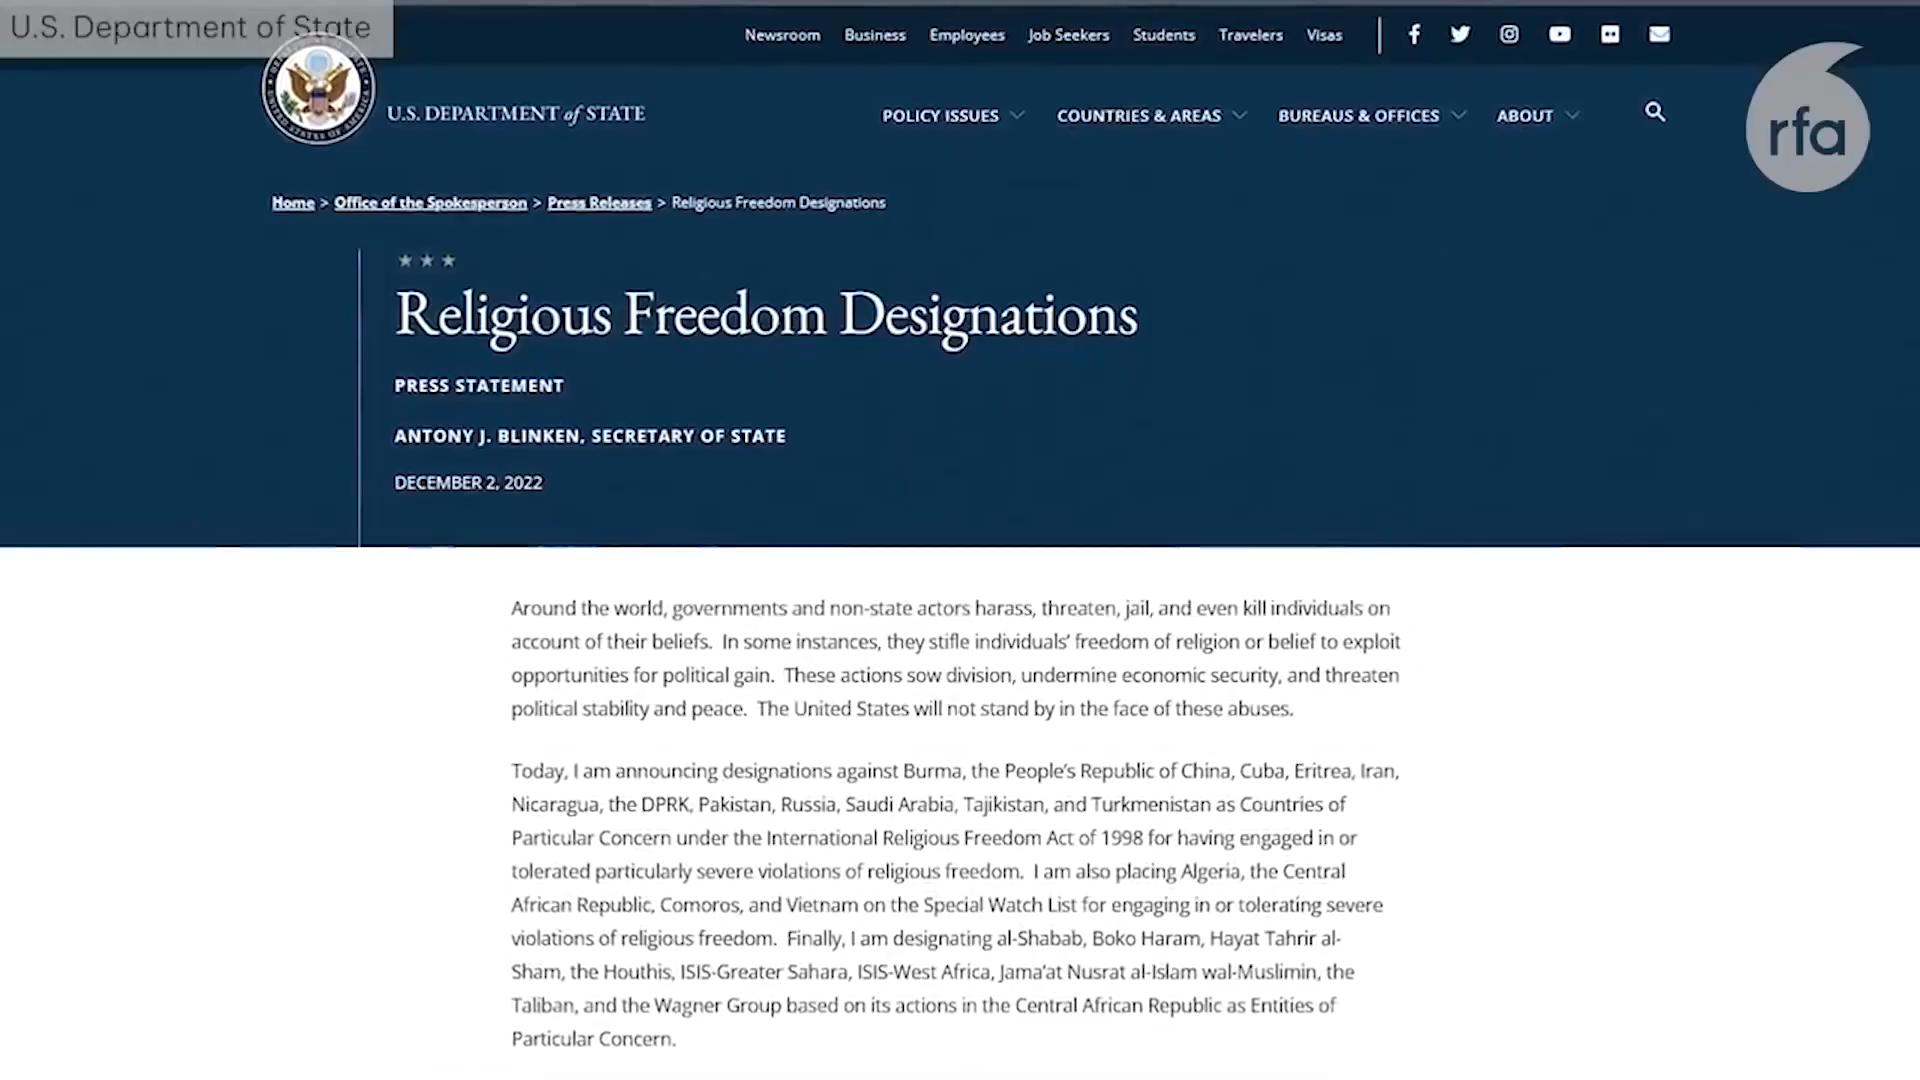 U.S. Department of State
Newsroom Business Employees Job Seekers Students Travelers Visas
U.S. DEPARTMENT of STATE
POLICY ISSUES COUNTRIES & AREAS BUREAUS & OFFICES ABOUT
rfa
Home > Office of the Spokesperson > Press Releases > Religious Freedom Designations
Religious Freedom Designations
PRESS STATEMENT
ANTONY J. BLINKEN, SECRETARY OF STATE
DECEMBER 2, 2022
Around the world, governments and non-state actors harass, threaten, jail, and even kill individuals on
account of their beliefs. In some instances, they stifle individuals’ freedom of religion or belief to exploit
opportunities for political gain. These actions sow division, undermine economic security, and threaten
political stability and peace. The United States will not stand by in the face of these abuses.
Today, I am announcing designations against Burma, the People’s Republic of China, Cuba, Eritrea, Iran,
Nicaragua, the DPRK, Pakistan, Russia, Saudi Arabia, Tajikistan, and Turkmenistan as Countries of
Particular Concern under the International Religious Freedom Act of 1998 for having engaged in or
tolerated particularly severe violations of religious freedom. I am also placing Algeria, the Central
African Republic, Comoros, and Vietnam on the Special Watch List for engaging in or tolerating severe
violations of religious freedom. Finally, I am designating al-Shabab, Boko Haram, Hayat Tahrir al-
Sham, the Houthis, ISIS-Greater Sahara, ISIS-West Africa, Jama’at Nusrat al-Islam wal-Muslimin, the
Taliban, and the Wagner Group based on its actions in the Central African Republic as Entities of
Particular Concern.